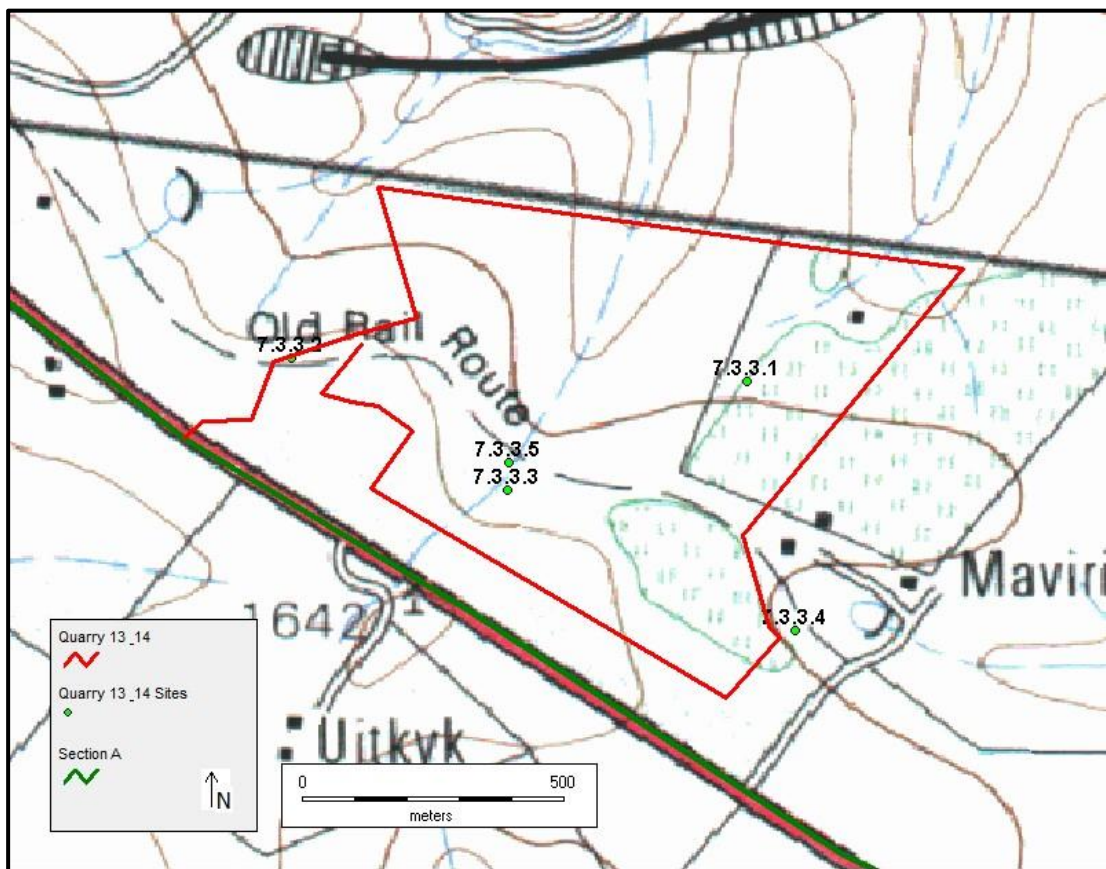 Old Rail Route
7.3.3.2
7.3.3.1
7.3.3.5
7.3.3.3
Maviri
7.3.3.4
1642
1
Uitkyk
Quarry 13_14
Quarry 13_14 Sites
Section A
N
0 500
meters